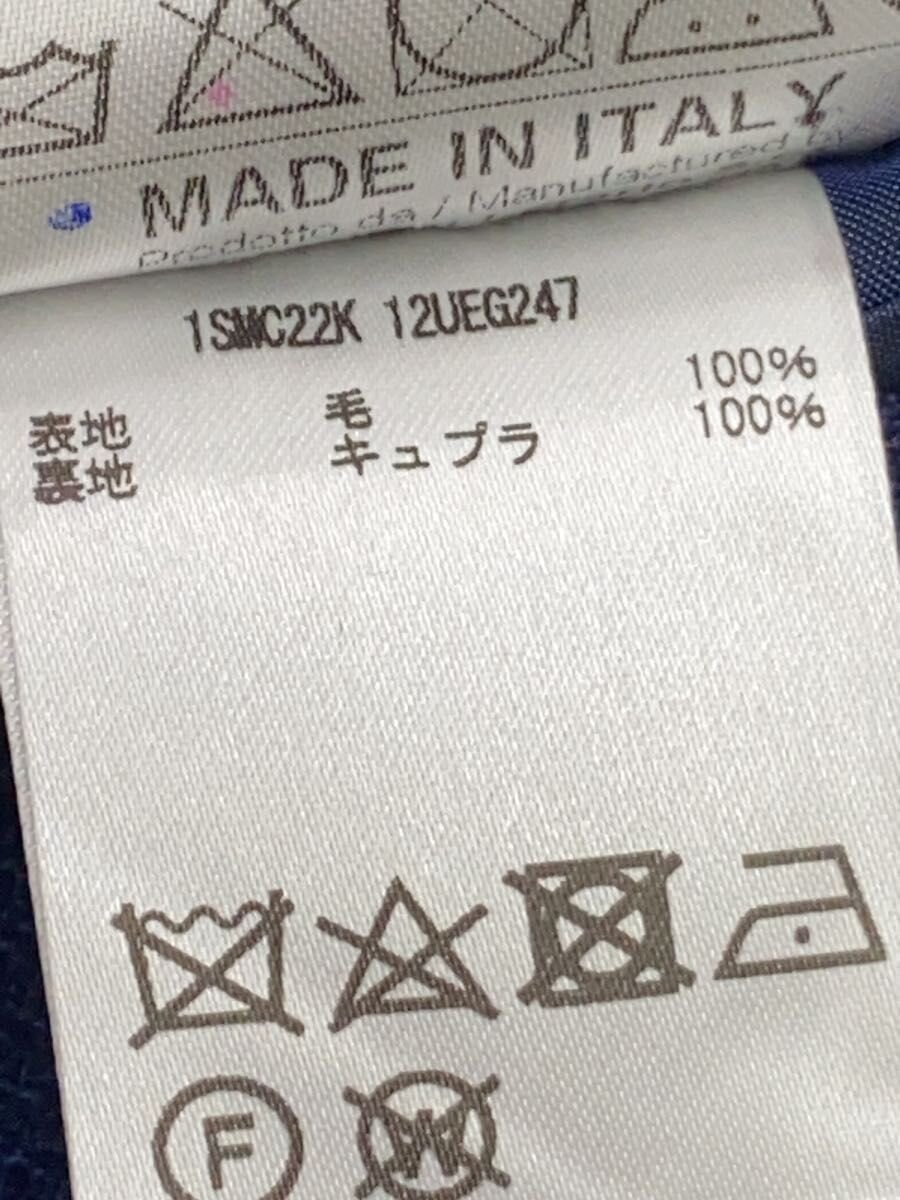 MADE IN ITALY
Prodotto da / Manufactured by
1SMC22K 12UEG247
表地 毛 100%
裏地 キュプラ 100%
F
W